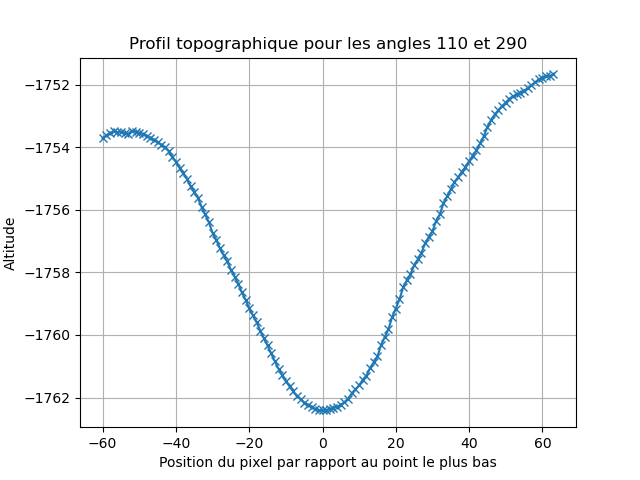 Profil topographique pour les angles 110 et 290
−1752
−1754
−1756
−1758
−1760
−1762
Altitude
−60 −40 −20 0 20 40 60
Position du pixel par rapport au point le plus bas